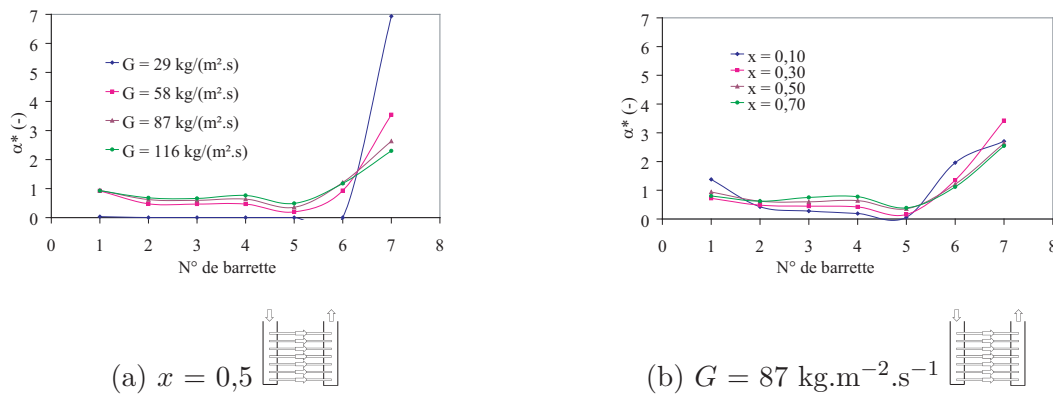 7
6
5
4
3
2
1
0
α* (-)
G = 29 kg/(m².s)
G = 58 kg/(m².s)
G = 87 kg/(m².s)
G = 116 kg/(m².s)
0 1 2 3 4 5 6 7 8
N° de barrette
(a) x = 0,5
7
6
5
4
3
2
1
0
α* (-)
x = 0,10
x = 0,30
x = 0,50
x = 0,70
0 1 2 3 4 5 6 7 8
N° de barrette
(b) G = 87 kg.m⁻².s⁻¹